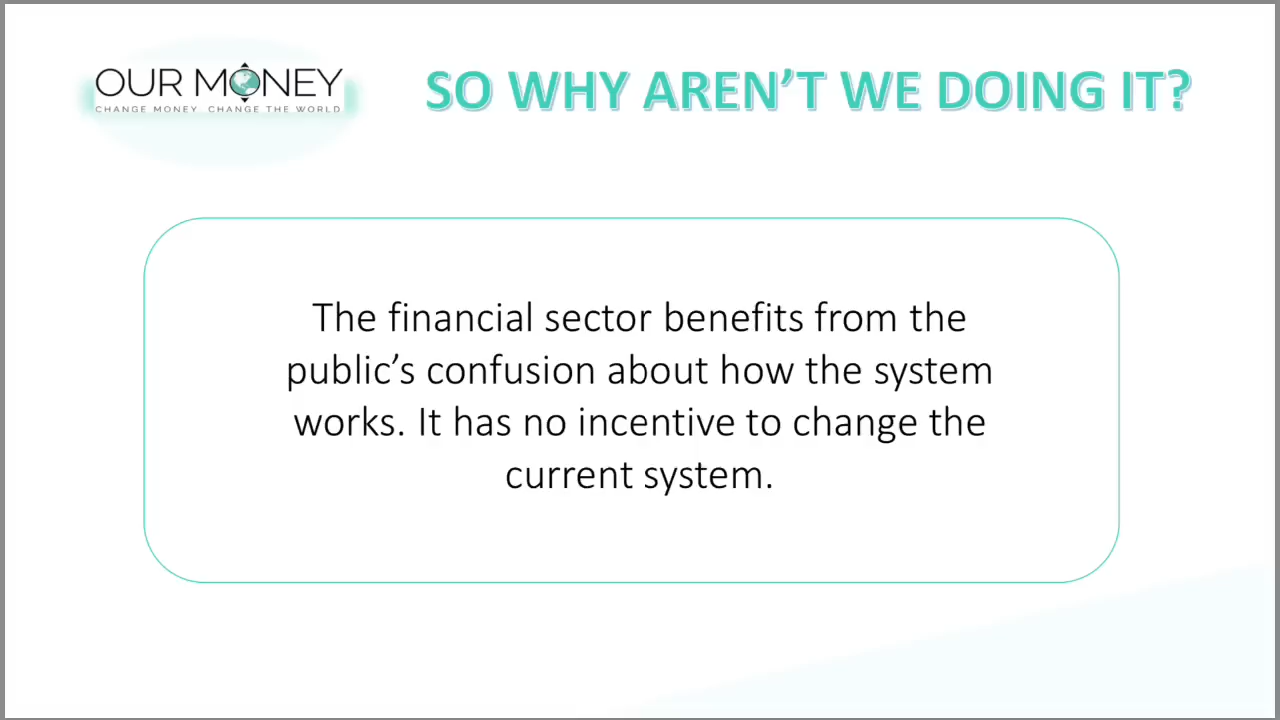 OUR MONEY
CHANGE MONEY CHANGE THE WORLD
SO WHY AREN’T WE DOING IT?
The financial sector benefits from the
public’s confusion about how the system
works. It has no incentive to change the
current system.